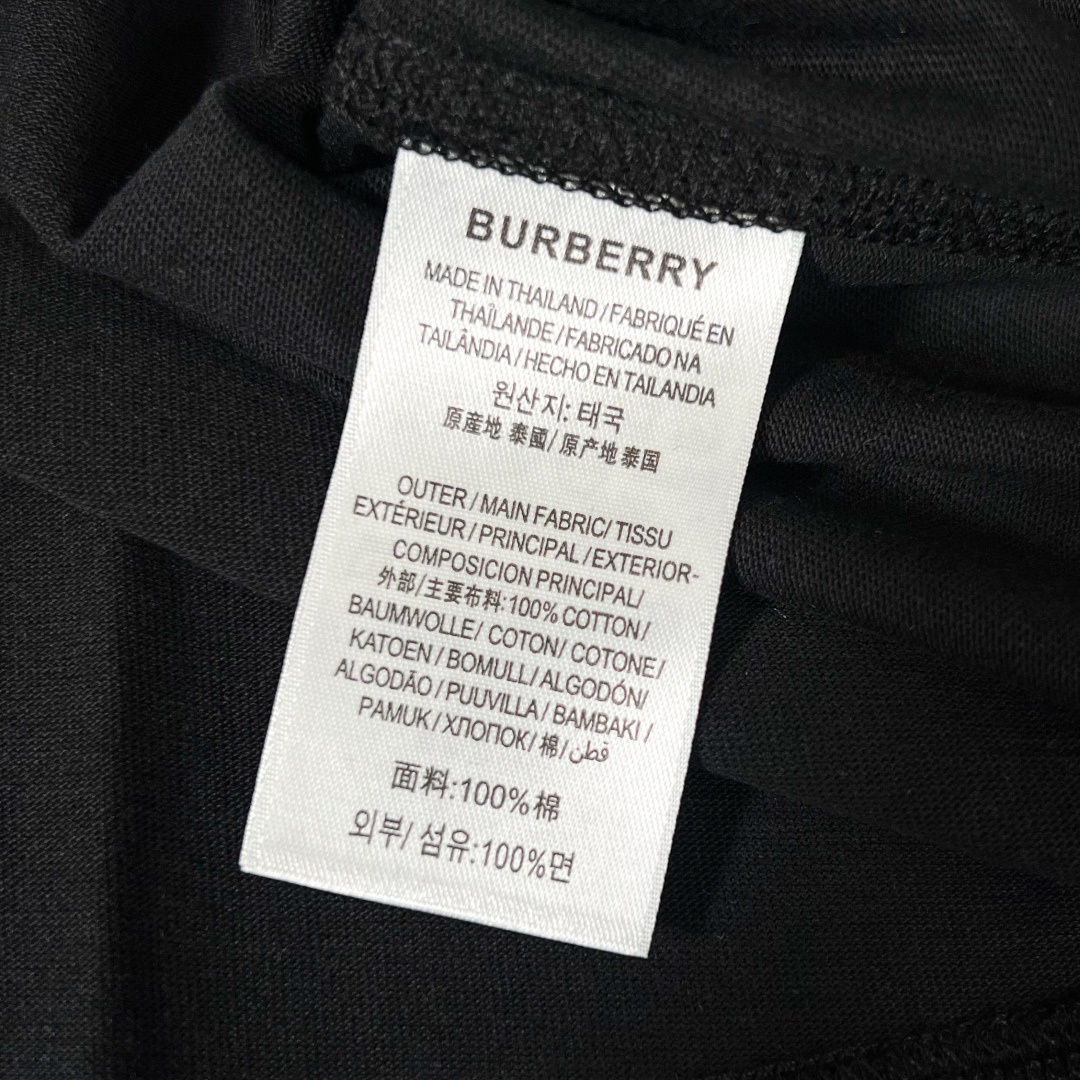 BURBERRY
MADE IN THAILAND/FABRIQUÉ EN
THAÏLANDE/FABRICADO NA
TAILÂNDIA/HECHO EN TAILANDIA
원산지: 태국
原産地 泰國/原产地 泰国
OUTER/MAIN FABRIC/TISSU
EXTÉRIEUR/PRINCIPAL/EXTERIOR-
COMPOSICION PRINCIPAL/
外部/主要布料:100% COTTON/
BAUMWOLLE/ COTON/ COTONE/
KATOEN/BOMULL/ALGODÓN/
ALGODÃO/PUUVILLA/BAMBAKI/
PAMUK/ХЛОПОК/棉/قطن
面料:100%棉
외부/ 섬유:100%면